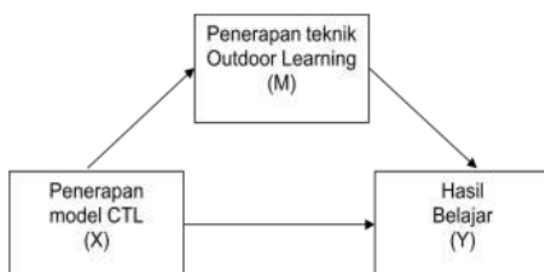 Penerapan teknik
Outdoor Learning
(M)
Penerapan
model CTL
(X)
Hasil
Belajar
(Y)